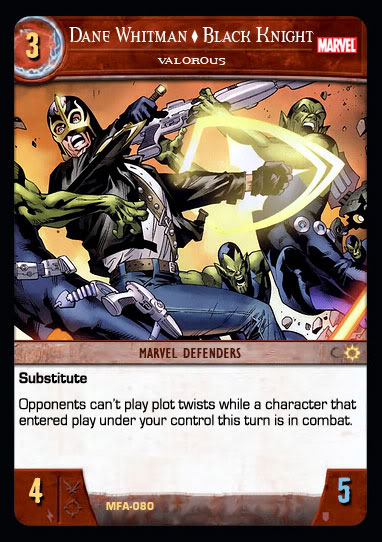 3
DANE WHITMAN ♦ BLACK KNIGHT
MARVEL
VALOROUS
MARVEL DEFENDERS
C
Substitute
Opponents can't play plot twists while a character that
entered play under your control this turn is in combat.
4
MFA-080
5